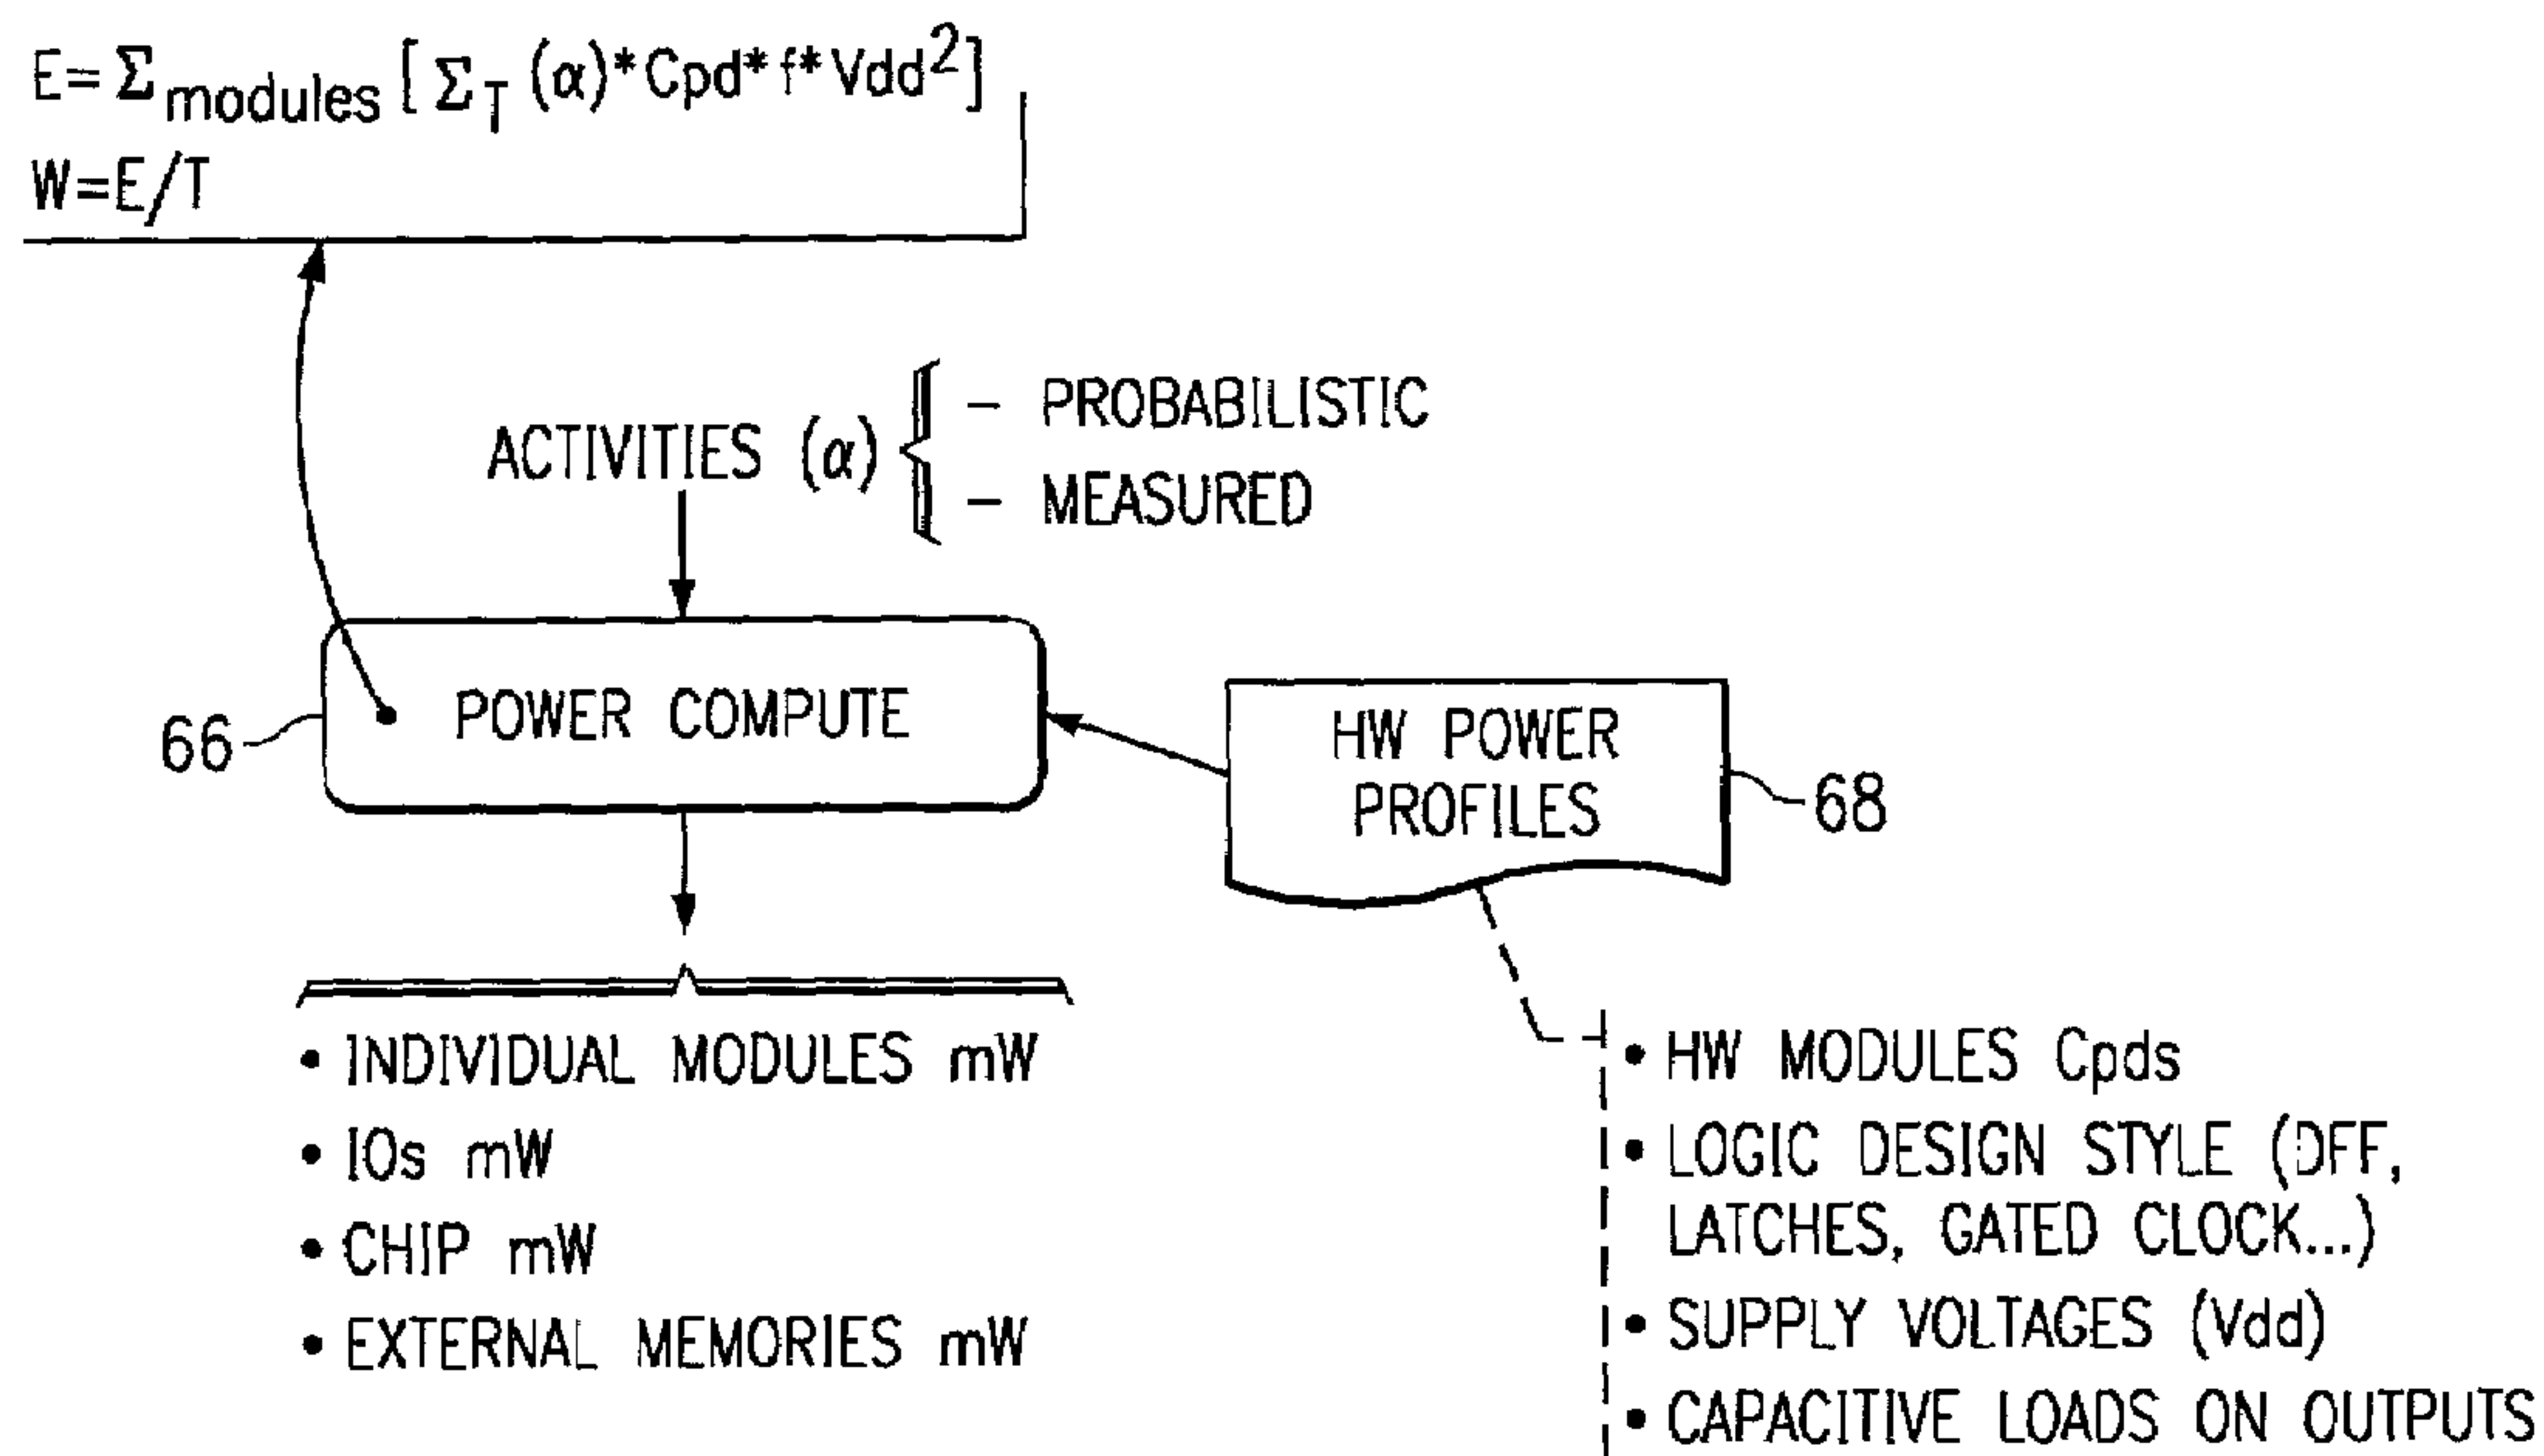 E= Σmodules [ ΣT (α)*Cpd*f*Vdd2]
W=E/T
ACTIVITIES (α)
– PROBABILISTIC
– MEASURED
66
POWER COMPUTE
HW POWER
PROFILES
68
• INDIVIDUAL MODULES mW
• IOs mW
• CHIP mW
• EXTERNAL MEMORIES mW
• HW MODULES Cpds
• LOGIC DESIGN STYLE (DFF,
LATCHES, GATED CLOCK...)
• SUPPLY VOLTAGES (Vdd)
• CAPACITIVE LOADS ON OUTPUTS